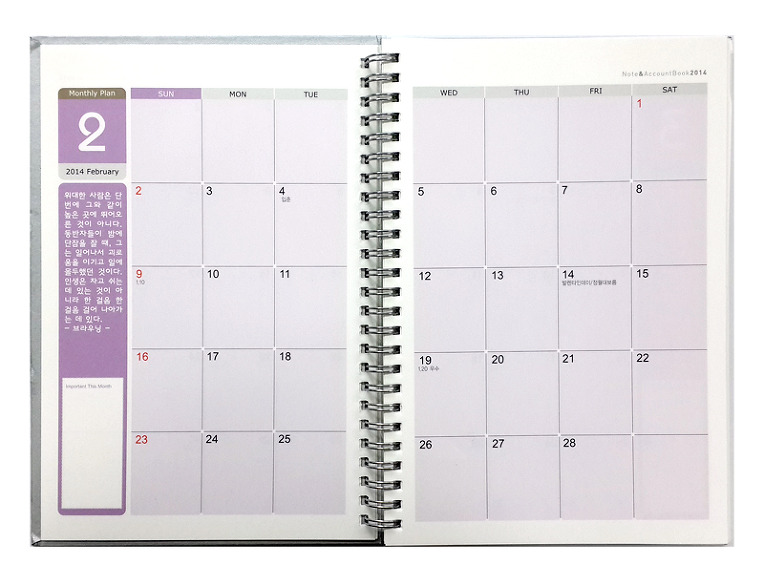 Note&AccountBook2014
Monthly Plan
2
2014 February
위대한 사람은 단
번에 그와 같이
높은 곳에 뛰어오
른 것이 아니다.
동반자들이 밤에
단잠을 잘 때, 그
는 일어나서 괴로
움을 이기고 일에
몰두했던 것이다.
인생은 자고 쉬는
데 있는 것이 아
니라 한 걸음 한
걸음 걸어 나아가
는 데 있다.
- 브라우닝 -
Important This Month
SUN MON TUE WED THU FRI SAT
1
2 3 4 5 6 7 8
입춘
9 10 11 12 13 14 15
1.10 발렌타인데이/정월대보름
16 17 18 19 20 21 22
1.20 우수
23 24 25 26 27 28